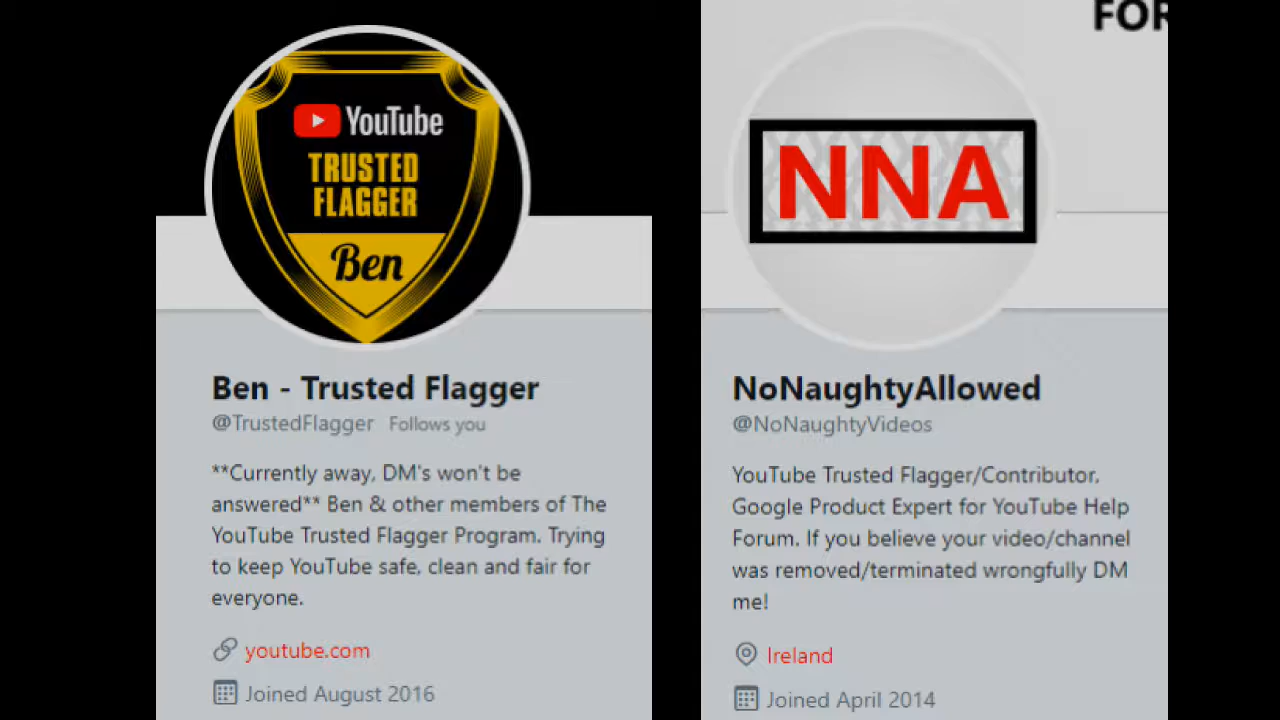 YouTube
TRUSTED
FLAGGER
Ben
Ben - Trusted Flagger
@TrustedFlagger Follows you
**Currently away, DM's won't be
answered** Ben & other members of The
YouTube Trusted Flagger Program. Trying
to keep YouTube safe, clean and fair for
everyone.
youtube.com
Joined August 2016
FOR
NNA
NoNaughtyAllowed
@NoNaughtyVideos
YouTube Trusted Flagger/Contributor.
Google Product Expert for YouTube Help
Forum. If you believe your video/channel
was removed/terminated wrongfully DM
me!
Ireland
Joined April 2014